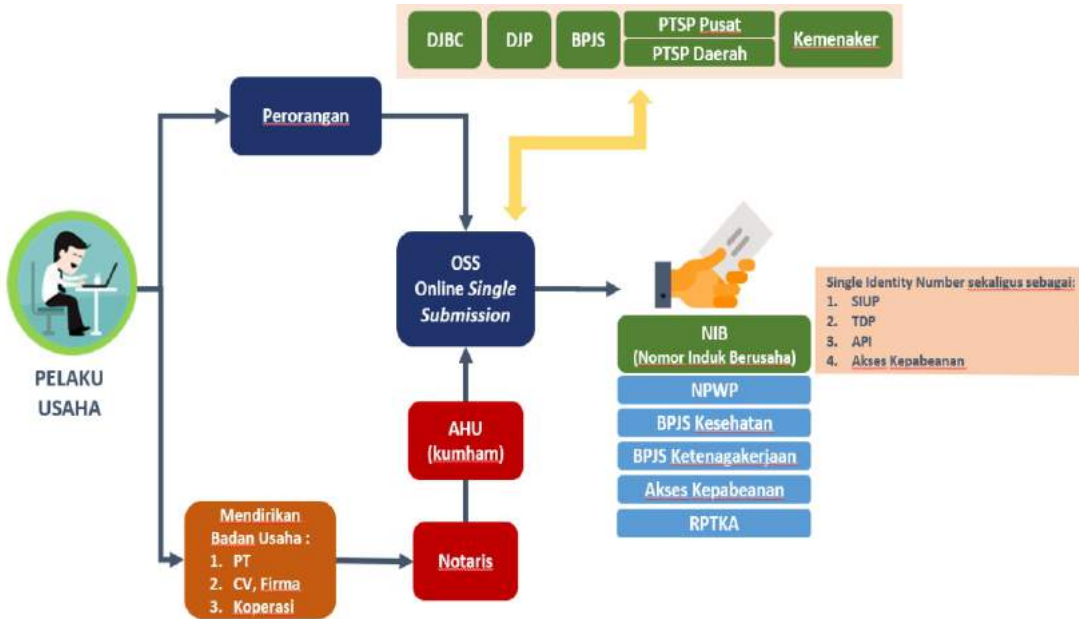 DJBC
DJP
BPJS
PTSP Pusat
PTSP Daerah
Kemenaker
Perorangan
PELAKU
USAHA
OSS
Online Single
Submission
NIB
(Nomor Induk Berusaha)
NPWP
BPJS Kesehatan
BPJS Ketenagakerjaan
Akses Kepabeanan
RPTKA
Single Identity Number sekaligus sebagai:
1. SIUP
2. TDP
3. API
4. Akses Kepabeanan
AHU
(kumham)
Mendirikan
Badan Usaha :
1. PT
2. CV, Firma
3. Koperasi
Notaris